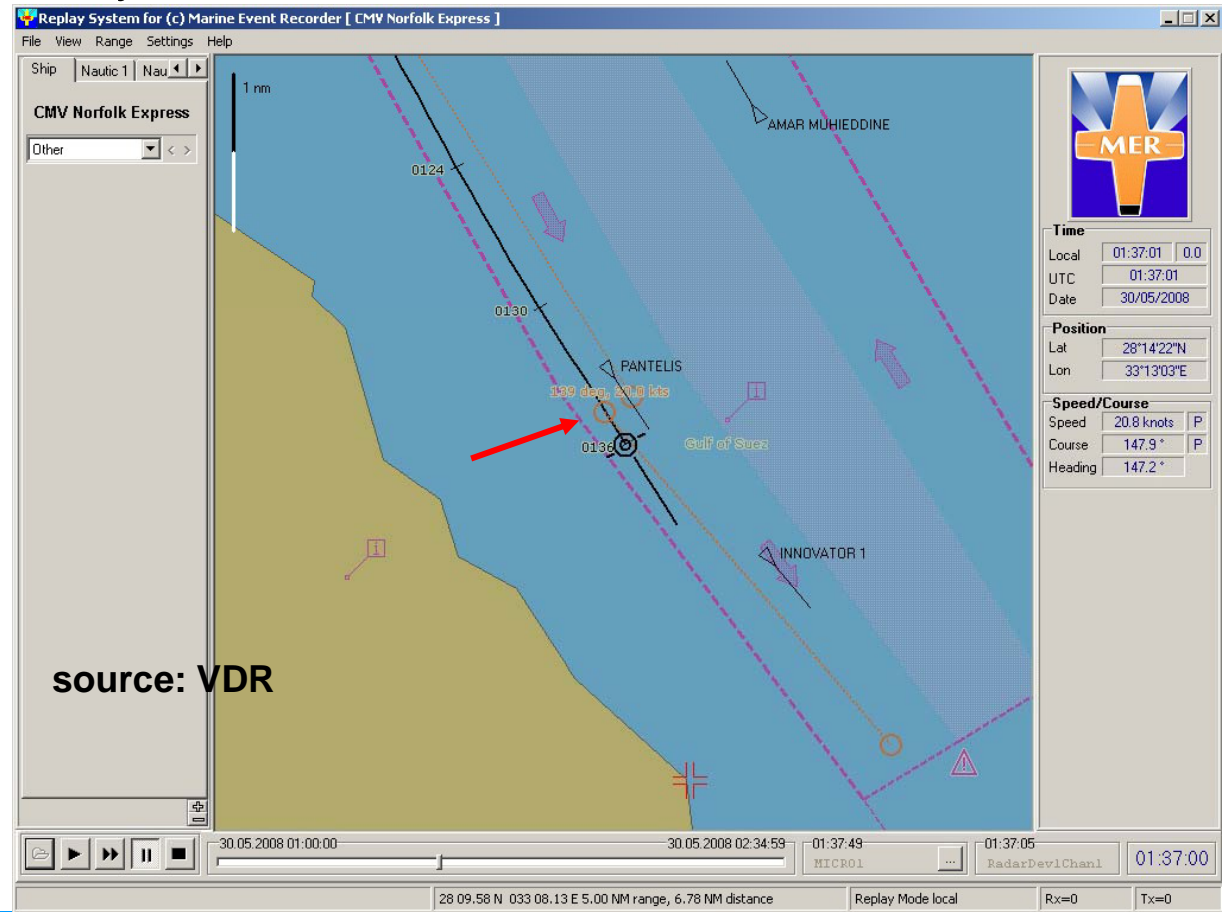 Replay System for (c) Marine Event Recorder [ CMV Norfolk Express ]
File View Range Settings Help
Ship Nautic 1 Nau
CMV Norfolk Express
Other < >
1 nm
AMAR MUHIEDDINE
0124
0130
PANTELIS
139 deg, 20.8 kts
0136
Gulf of Suez
INNOVATOR 1
source: VDR
MER
Time
Local 01:37:01 0.0
UTC 01:37:01
Date 30/05/2008
Position
Lat 28°14'22"N
Lon 33°13'03"E
Speed/Course
Speed 20.8 knots P
Course 147.9 ° P
Heading 147.2 °
30.05.2008 01:00:00 30.05.2008 02:34:59 01:37:49 01:37:05
MICR01 ... RadarDev1Chan1 01:37:00
28 09.58 N 033 08.13 E 5.00 NM range, 6.78 NM distance Replay Mode local Rx=0 Tx=0